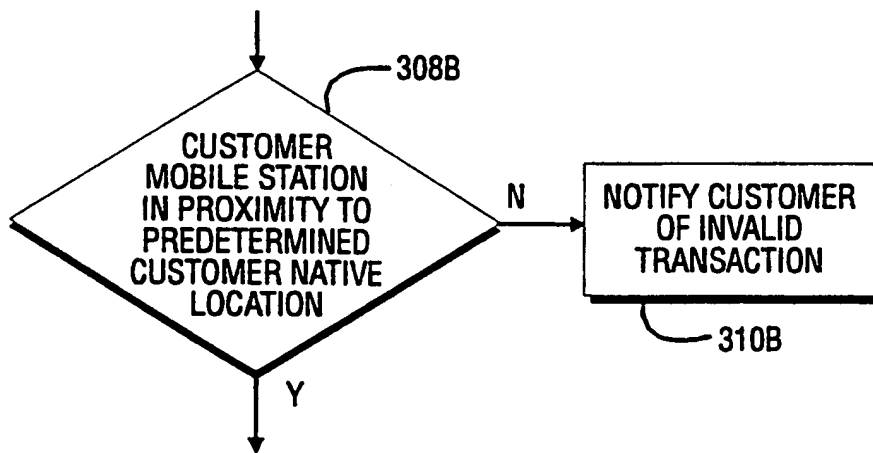 308B
CUSTOMER
MOBILE STATION
IN PROXIMITY TO
PREDETERMINED
CUSTOMER NATIVE
LOCATION
N
NOTIFY CUSTOMER
OF INVALID
TRANSACTION
310B
Y